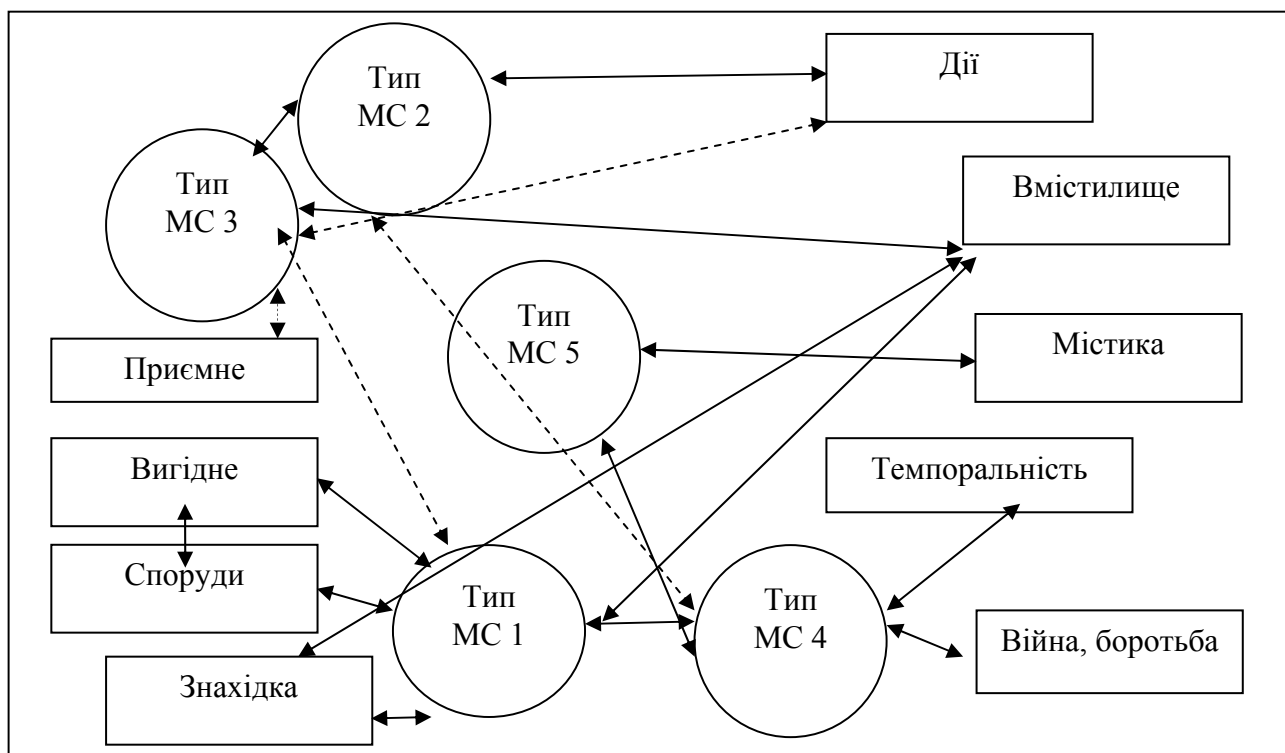 Тип
МС 2
Дії
Тип
МС 3
Вмістилище
Тип
МС 5
Містика
Приємне
Вигідне
Темпоральність
Споруди
Тип
МС 1
Тип
МС 4
Війна, боротьба
Знахідка